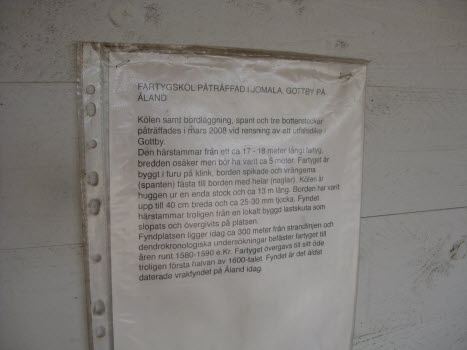 FARTYGSKÖL PÅTRÄFFAD I JOMALA, GOTTBY PÅ
ÅLAND
Kölen samt bordläggning, spant och tre bottenstockar
påträffades i mars 2008 vid rensning av ett utfallsdike
Gottby.
Den härstammar från ett ca 17 - 18 meter långt fartyg,
bredden osäker men bör ha varit ca 5 meter. Fartyget är
byggt i furu på klink, borden spikade och vrängerna
(spanten) fästa till borden med helar (naglar). Kölen är
huggen ur en enda stock och ca 13 m lång. Borden har varit
upp till 40 cm breda och ca 25-30 mm tjocka. Fyndet
härstammar troligen från en lokalt byggd lastskuta som
slopats och övergivits på platsen.
Fyndplatsen ligger idag ca 300 meter från strandlinjen och
dendrokronologiska undersökningar befäster fartyget till
åren runt 1580-1590 e.Kr. Fartyget övergavs till sitt öde
troligen första halvan av 1600-talet. Fyndet är det äldst
daterade vrakfyndet på Åland idag.